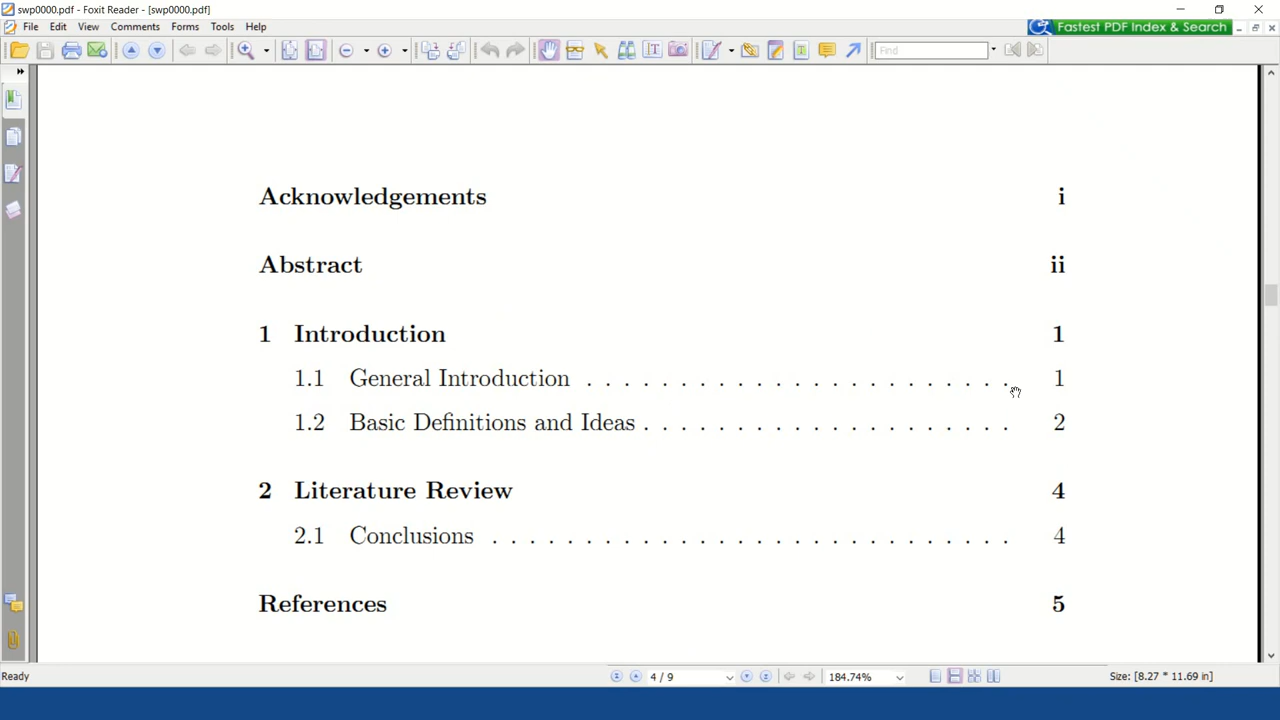 swp0000.pdf - Foxit Reader - [swp0000.pdf]
File Edit View Comments Forms Tools Help
Fastest PDF Index & Search
Find
Acknowledgements i
Abstract ii
1 Introduction 1
1.1 General Introduction . . . . . . . . . . . . . . . . . . . . . . . 1
1.2 Basic Definitions and Ideas . . . . . . . . . . . . . . . . . . . . 2
2 Literature Review 4
2.1 Conclusions . . . . . . . . . . . . . . . . . . . . . . . . . . . . 4
References 5
Ready 4 / 9 184.74% Size: [8.27 * 11.69 in]